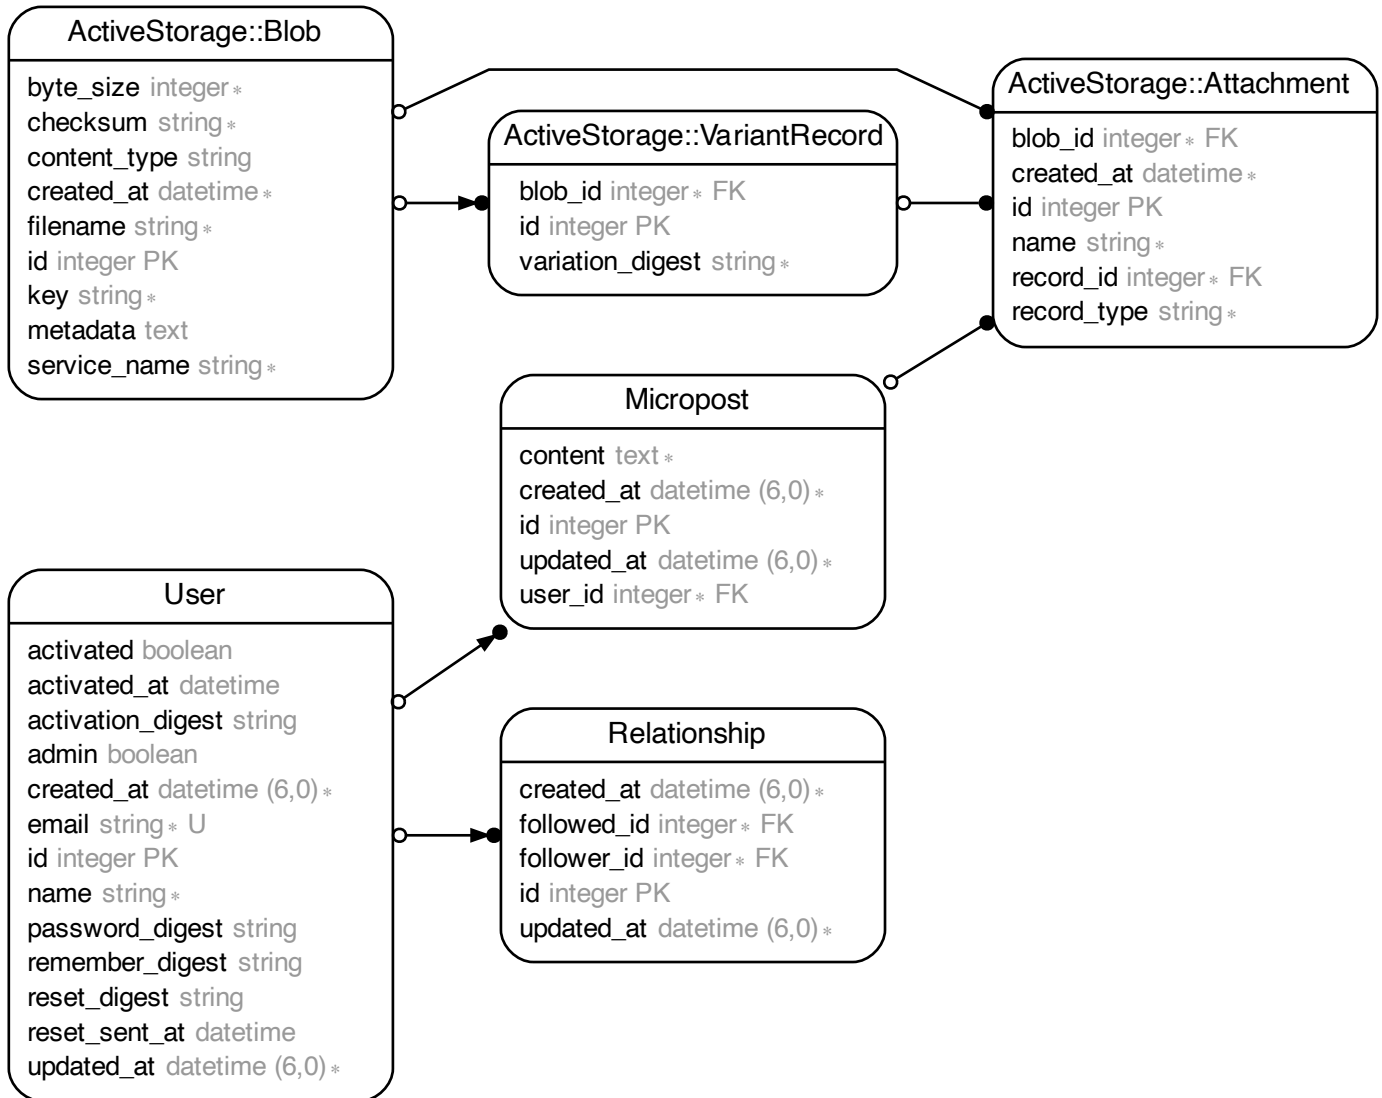 ActiveStorage::Blob
byte_size integer∗
checksum string∗
content_type string
created_at datetime∗
filename string∗
id integer PK
key string∗
metadata text
service_name string∗
ActiveStorage::VariantRecord
blob_id integer∗ FK
id integer PK
variation_digest string∗
ActiveStorage::Attachment
blob_id integer∗ FK
created_at datetime∗
id integer PK
name string∗
record_id integer∗ FK
record_type string∗
Micropost
content text∗
created_at datetime (6,0)∗
id integer PK
updated_at datetime (6,0)∗
user_id integer∗ FK
User
activated boolean
activated_at datetime
activation_digest string
admin boolean
created_at datetime (6,0)∗
email string∗ U
id integer PK
name string∗
password_digest string
remember_digest string
reset_digest string
reset_sent_at datetime
updated_at datetime (6,0)∗
Relationship
created_at datetime (6,0)∗
followed_id integer∗ FK
follower_id integer∗ FK
id integer PK
updated_at datetime (6,0)∗